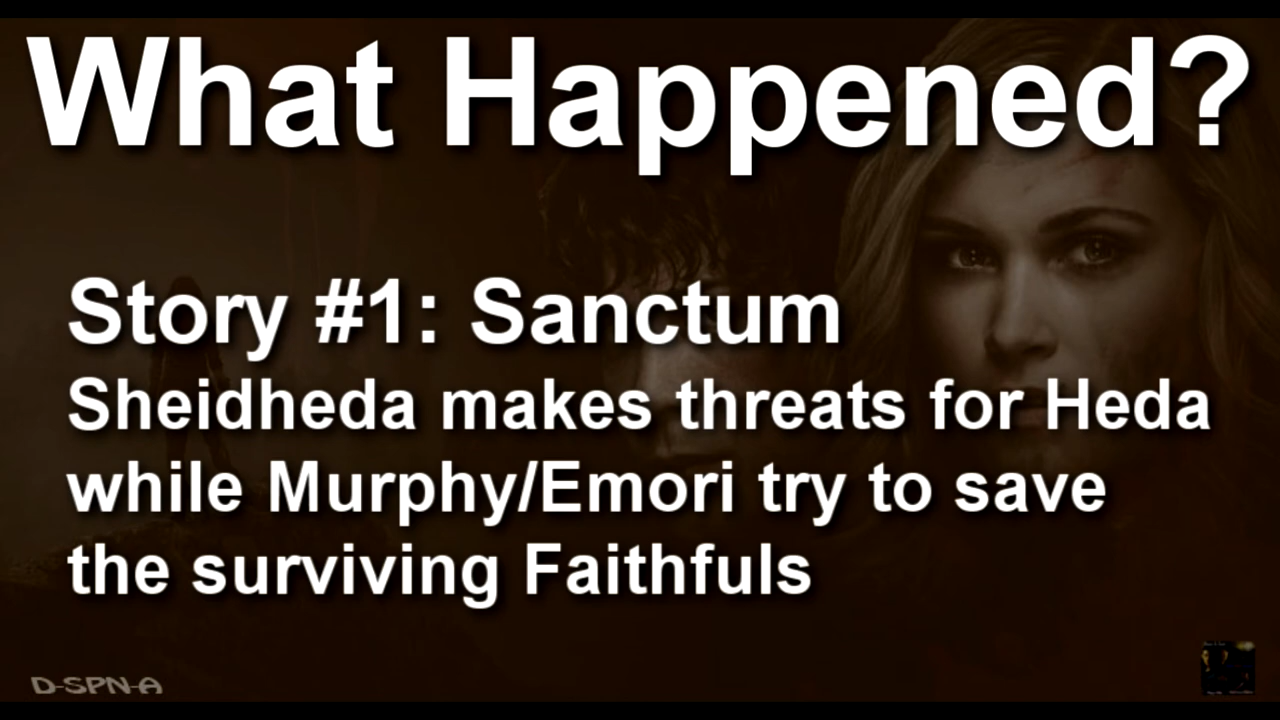 What Happened?
Story #1: Sanctum
Sheidheda makes threats for Heda
while Murphy/Emori try to save
the surviving Faithfuls
D-SPN-A